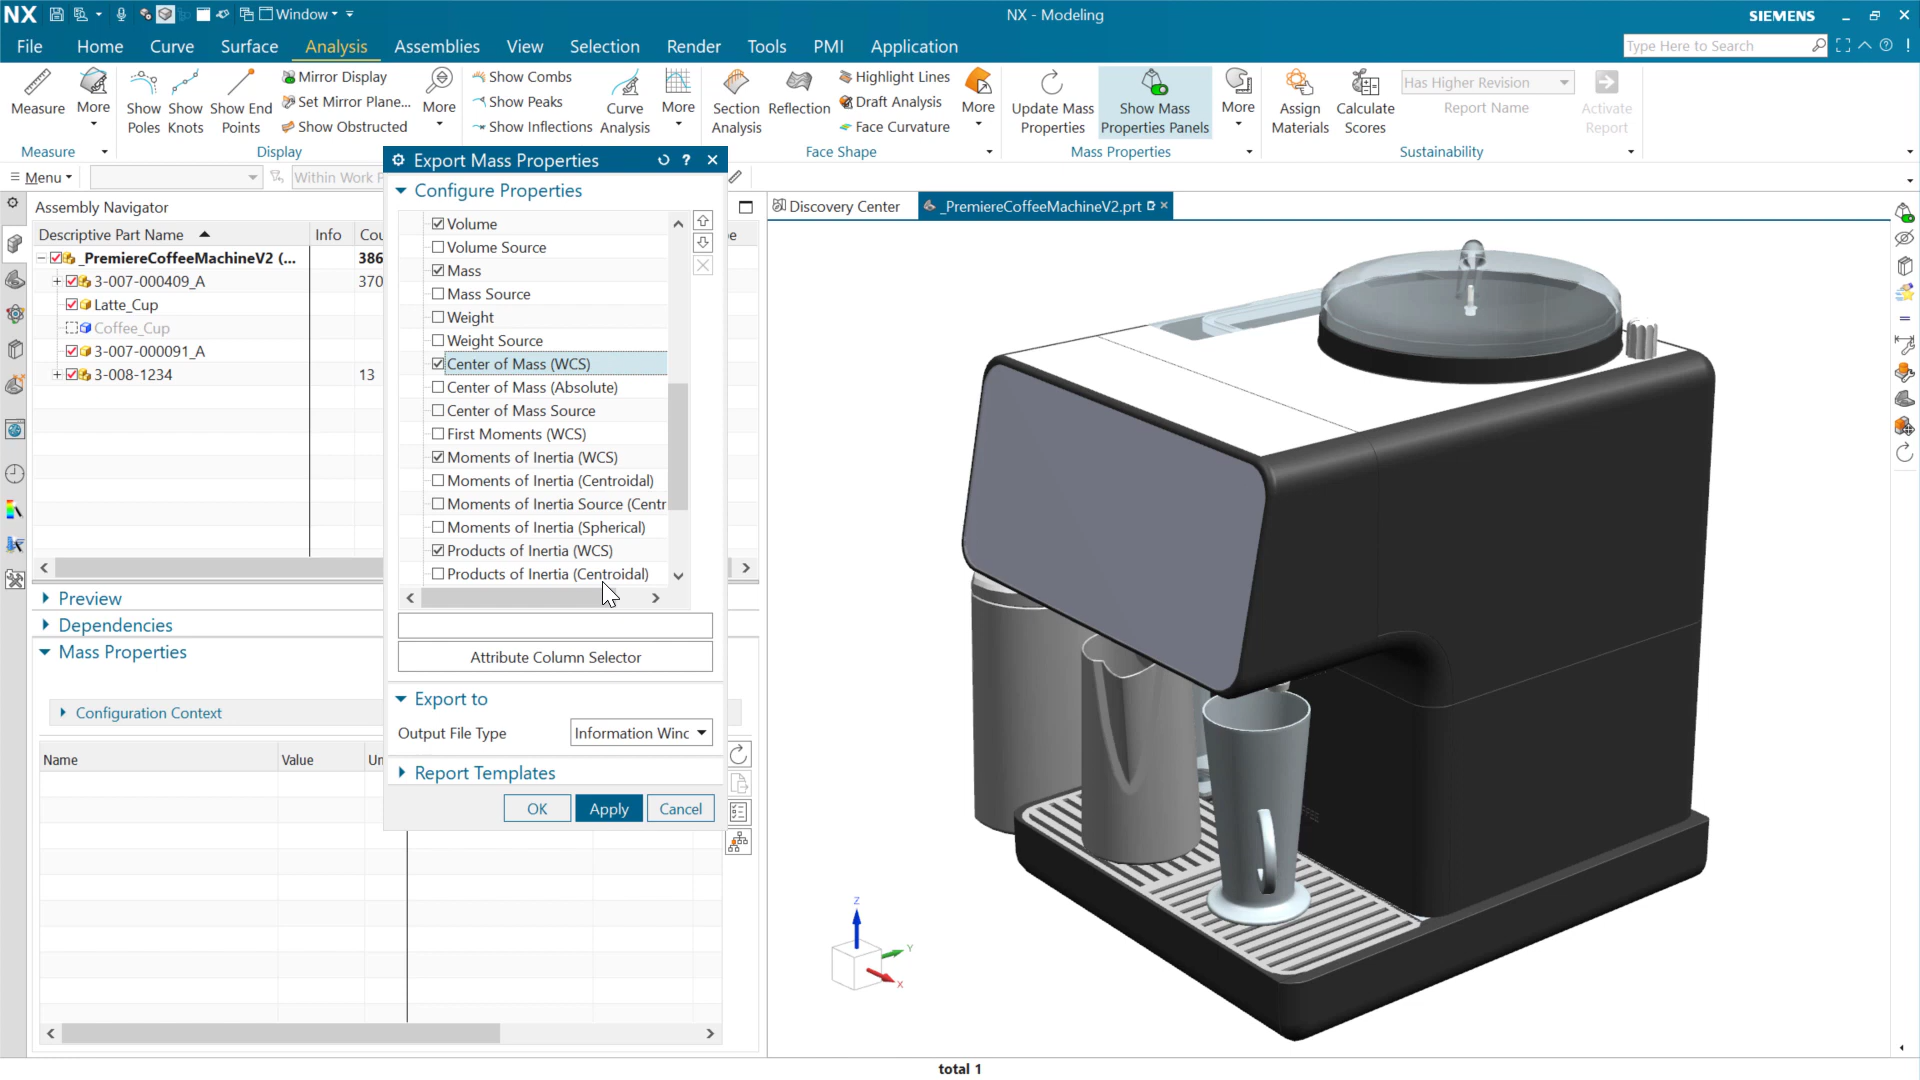 NX
Window
NX - Modeling
SIEMENS
File
Home
Curve
Surface
Analysis
Assemblies
View
Selection
Render
Tools
PMI
Application
Type Here to Search
Measure
More
Show Poles
Show Knots
Show End Points
Mirror Display
Set Mirror Plane...
Show Obstructed
More
Show Combs
Show Peaks
Show Inflections
Curve Analysis
More
Section Analysis
Reflection
Highlight Lines
Draft Analysis
Face Curvature
More
Update Mass Properties
Show Mass Properties Panels
More
Assign Materials
Calculate Scores
Has Higher Revision
Report Name
Activate Report
Measure
Display
Face Shape
Mass Properties
Sustainability
Menu
Within Work P
Assembly Navigator
Descriptive Part Name
Info
Cou
_PremiereCoffeeMachineV2 (...
386
3-007-000409_A
370
Latte_Cup
Coffee_Cup
3-007-000091_A
3-008-1234
13
Preview
Dependencies
Mass Properties
Configuration Context
Name
Value
Un
Export Mass Properties
Configure Properties
Volume
Volume Source
Mass
Mass Source
Weight
Weight Source
Center of Mass (WCS)
Center of Mass (Absolute)
Center of Mass Source
First Moments (WCS)
Moments of Inertia (WCS)
Moments of Inertia (Centroidal)
Moments of Inertia Source (Centr
Moments of Inertia (Spherical)
Products of Inertia (WCS)
Products of Inertia (Centroidal)
Attribute Column Selector
Export to
Output File Type
Information Winc
Report Templates
OK
Apply
Cancel
Discovery Center
_PremiereCoffeeMachineV2.prt
Z
Y
X
total 1